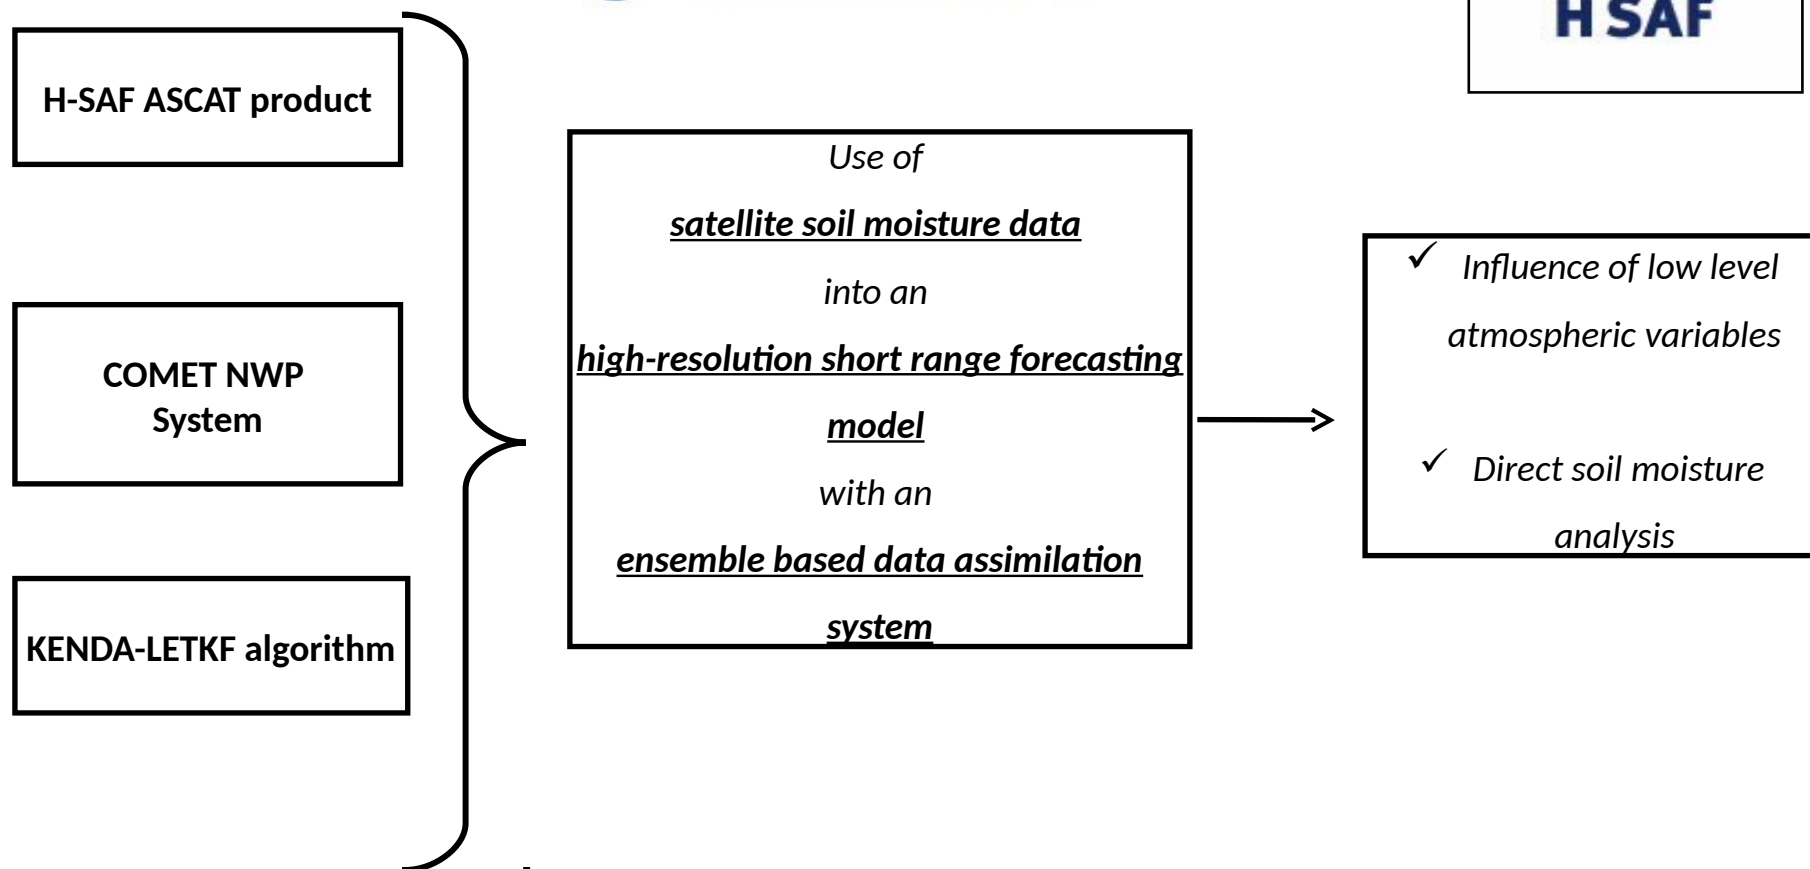 H SAF
H-SAF ASCAT product
COMET NWP
System
KENDA-LETKF algorithm
Use of
satellite soil moisture data
into an
high-resolution short range forecasting
model
with an
ensemble based data assimilation
system
✓ Influence of low level
atmospheric variables
✓ Direct soil moisture
analysis